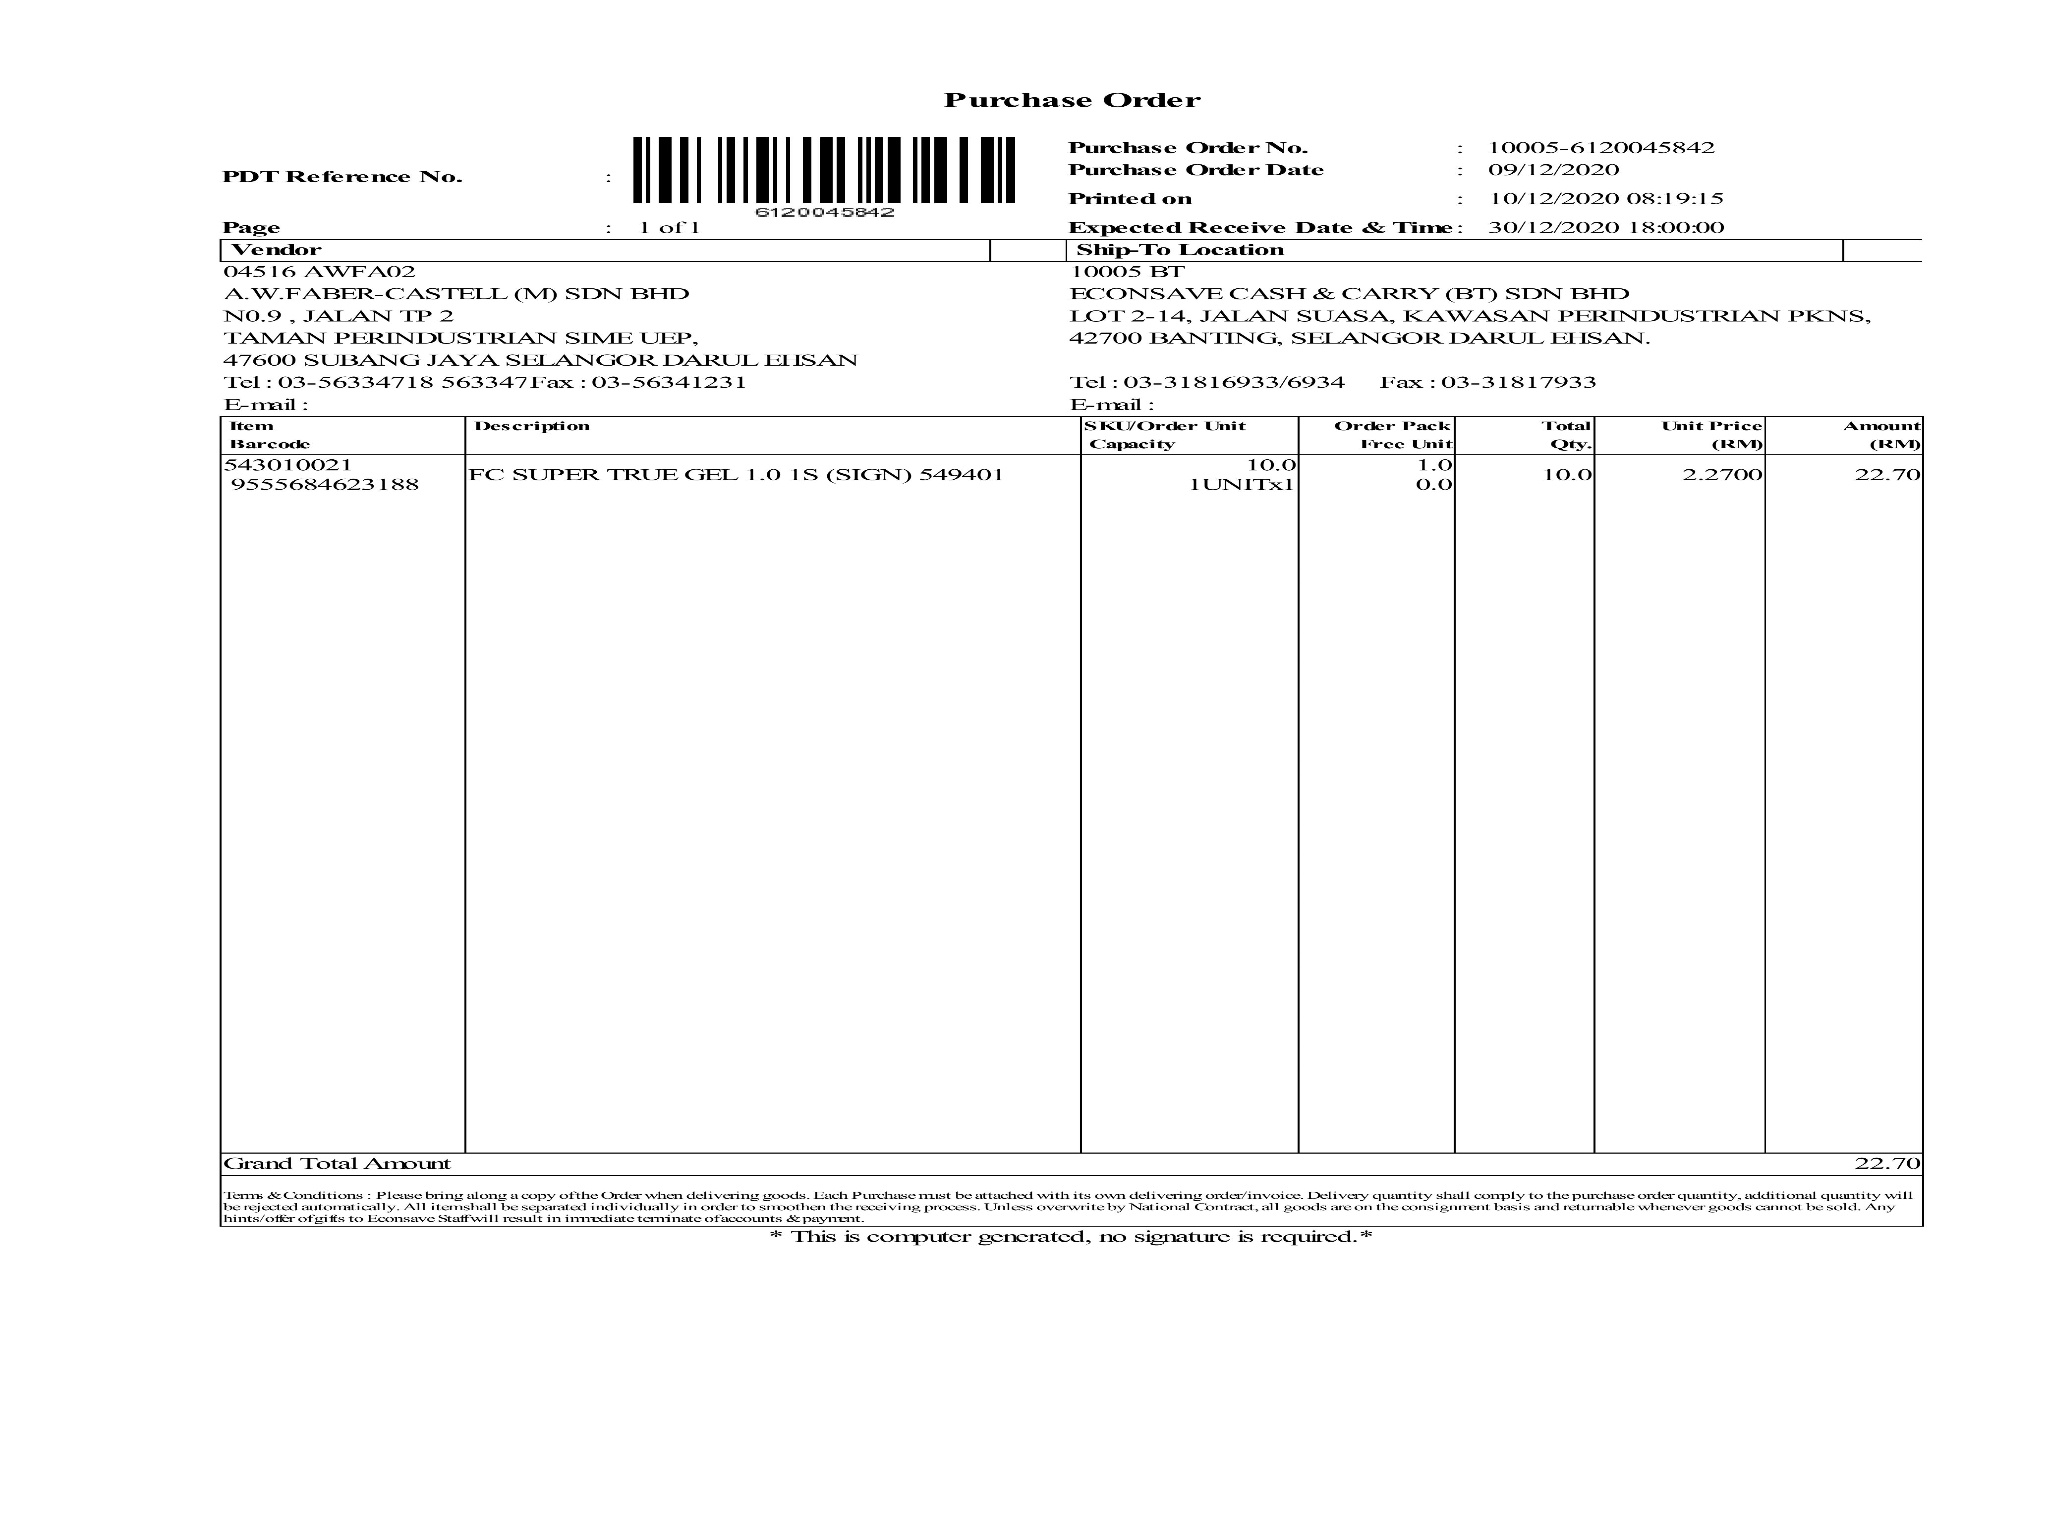 Purchase Order
PDT Reference No. :
6120045842
Page : 1 of 1
Purchase Order No. : 10005-6120045842
Purchase Order Date : 09/12/2020
Printed on : 10/12/2020 08:19:15
Expected Receive Date & Time : 30/12/2020 18:00:00
Vendor
04516 AWFA02
A.W.FABER-CASTELL (M) SDN BHD
N0.9 , JALAN TP 2
TAMAN PERINDUSTRIAN SIME UEP,
47600 SUBANG JAYA SELANGOR DARUL EHSAN
Tel : 03-56334718 563347Fax : 03-56341231
E-mail :
Ship-To Location
10005 BT
ECONSAVE CASH & CARRY (BT) SDN BHD
LOT 2-14, JALAN SUASA, KAWASAN PERINDUSTRIAN PKNS,
42700 BANTING, SELANGOR DARUL EHSAN.
Tel : 03-31816933/6934 Fax : 03-31817933
E-mail :
Item Description SKU/Order Unit Order Pack Total Unit Price Amount
Barcode Capacity Free Unit Qty. (RM) (RM)
543010021 10.0 1.0
FC SUPER TRUE GEL 1.0 1S (SIGN) 549401 10.0 2.2700 22.70
9555684623188 1UNITx1 0.0
Grand Total Amount 22.70
Terms & Conditions : Please bring along a copy of the Order when delivering goods. Each Purchase must be attached with its own delivering order/invoice. Delivery quantity shall comply to the purchase order quantity, additional quantity will
be rejected automatically. All item shall be separated individually in order to smoothen the receiving process. Unless overwrite by National Contract, all goods are on the consignment basis and returnable whenever goods cannot be sold. Any
hints/offer of gifts to Econsave Staff will result in immediate terminate of accounts & payment.
* This is computer generated, no signature is required.*